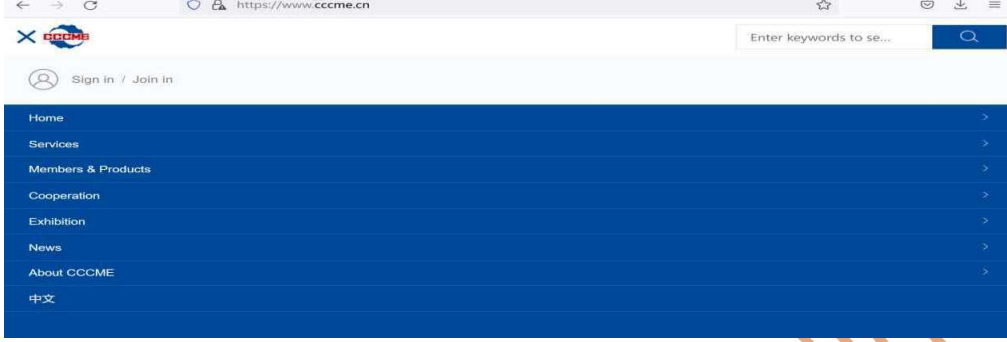 https://www.cccme.cn
CCCME
Enter keywords to se...
Sign in / Join in
Home
Services
Members & Products
Cooperation
Exhibition
News
About CCCME
中文